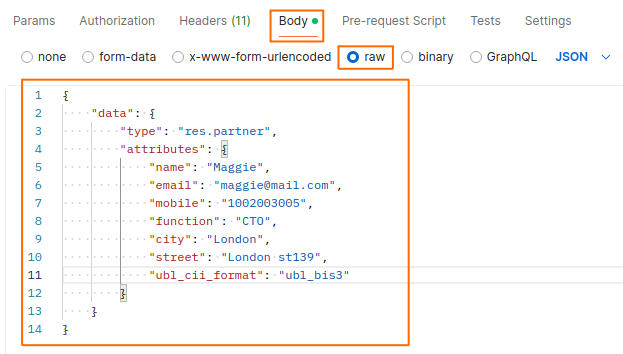 Params Authorization Headers (11) Body Pre-request Script Tests Settings
none form-data x-www-form-urlencoded raw binary GraphQL JSON
1 {
2 "data": {
3 "type": "res.partner",
4 "attributes": {
5 "name": "Maggie",
6 "email": "maggie@mail.com",
7 "mobile": "1002003005",
8 "function": "CTO",
9 "city": "London",
10 "street": "London st139",
11 "ubl_cii_format": "ubl_bis3"
12 }
13 }
14 }